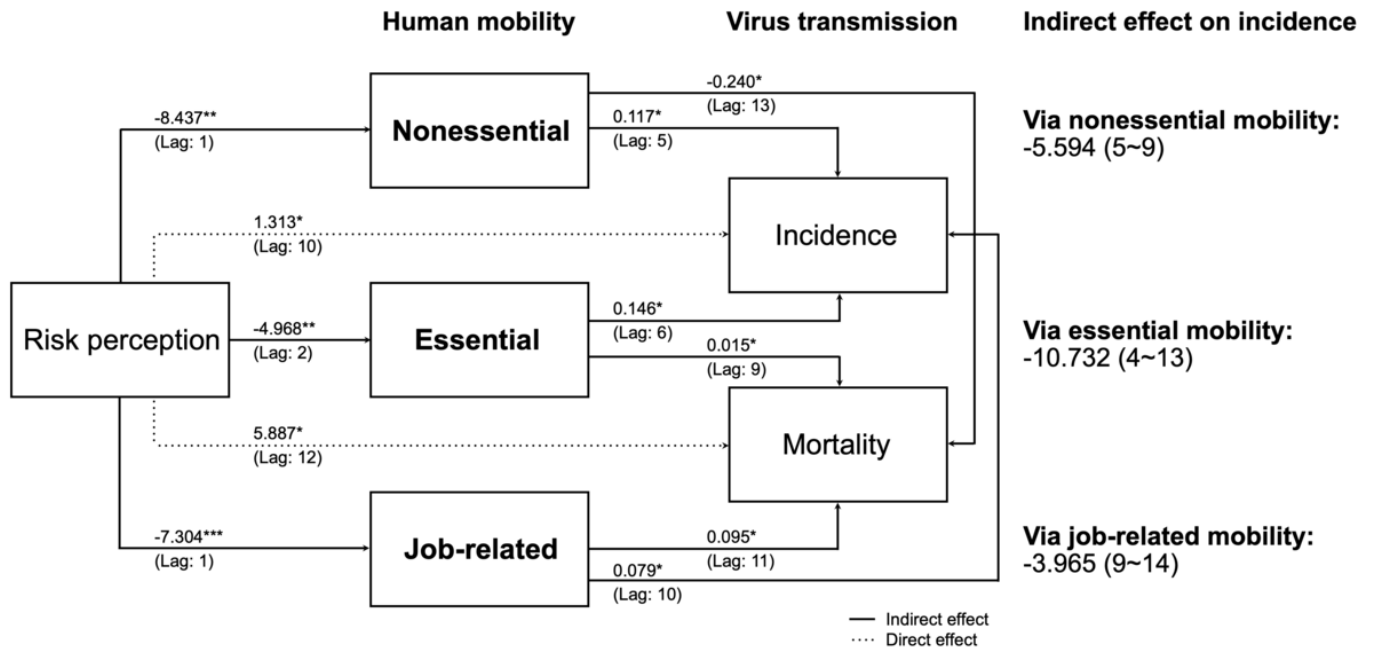 Human mobility
Virus transmission
Indirect effect on incidence
-8.437**
(Lag: 1)
Nonessential
-0.240*
(Lag: 13)
0.117*
(Lag: 5)
Via nonessential mobility:
-5.594 (5~9)
1.313*
(Lag: 10)
Incidence
Risk perception
-4.968**
(Lag: 2)
Essential
0.146*
(Lag: 6)
0.015*
(Lag: 9)
Via essential mobility:
-10.732 (4~13)
5.887*
(Lag: 12)
Mortality
-7.304***
(Lag: 1)
Job-related
0.095*
(Lag: 11)
0.079*
(Lag: 10)
Via job-related mobility:
-3.965 (9~14)
Indirect effect
Direct effect